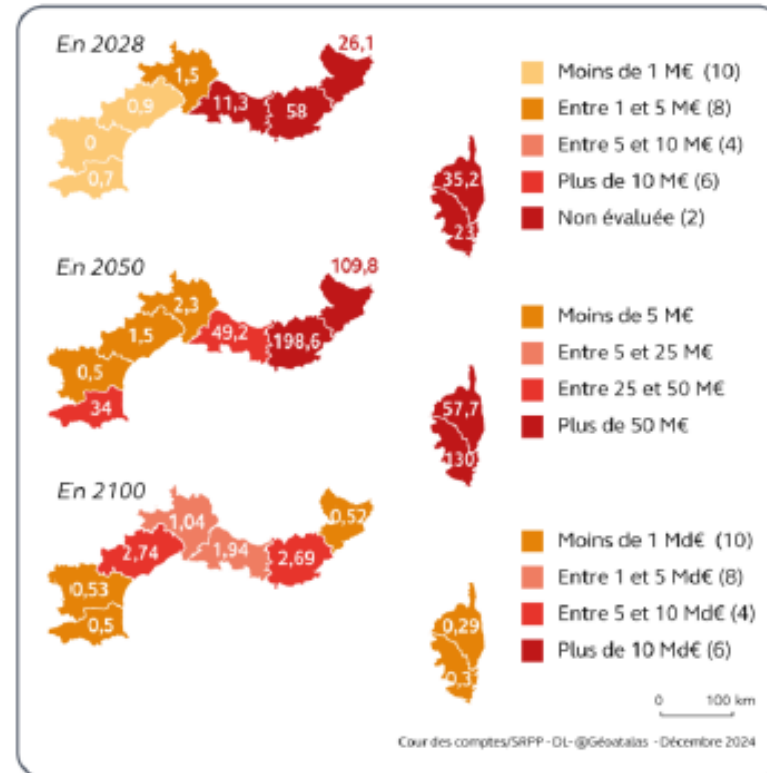 En 2028
26,1
1,5
0,9
11,3
58
0
0,7
Moins de 1 M€ (10)
Entre 1 et 5 M€ (8)
Entre 5 et 10 M€ (4)
Plus de 10 M€ (6)
Non évaluée (2)
35,2
23
En 2050
109,8
2,3
1,5
49,2
198,6
0,5
34
Moins de 5 M€
Entre 5 et 25 M€
Entre 25 et 50 M€
Plus de 50 M€
57,7
130
En 2100
0,52
1,04
2,74
1,94
2,69
0,53
0,5
Moins de 1 Md€ (10)
Entre 1 et 5 Md€ (8)
Entre 5 et 10 Md€ (4)
Plus de 10 Md€ (6)
0,29
0,3
0 100 km
Cour des comptes/SRPP-DL-@Géoatalas - Décembre 2024